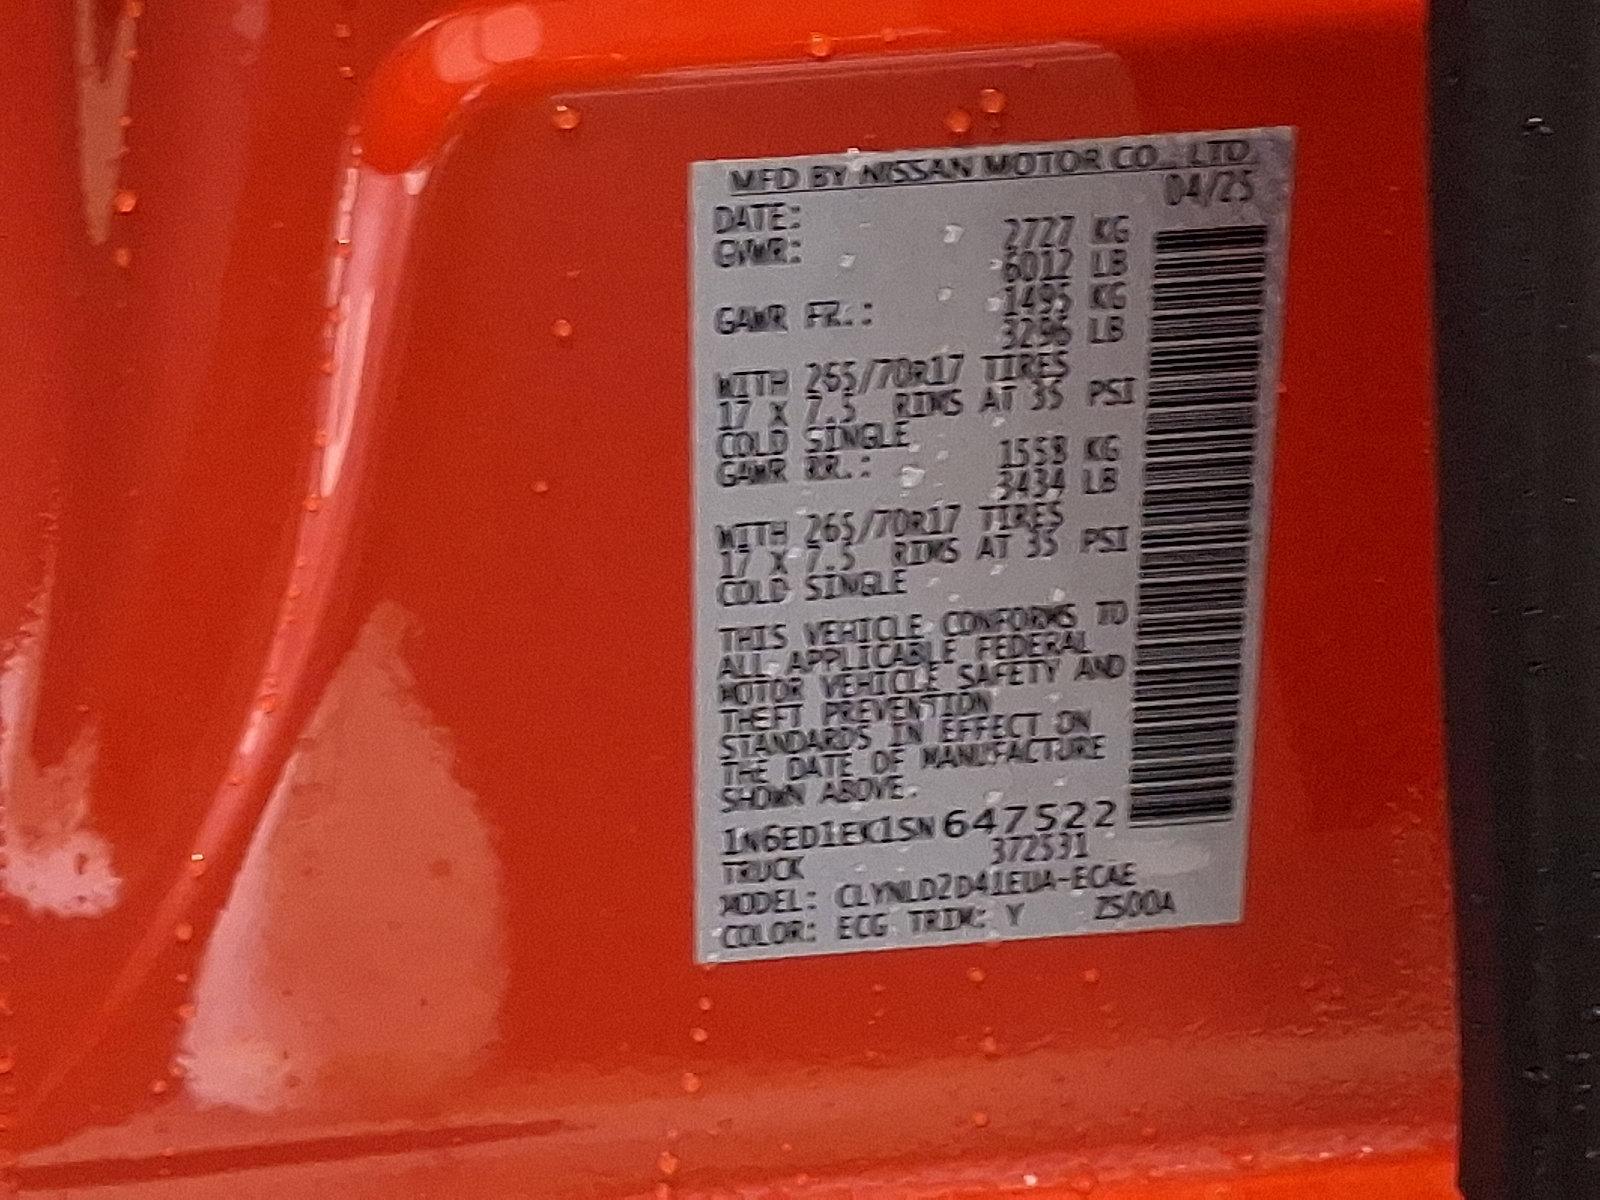 MFD BY NISSAN MOTOR CO., LTD.
DATE: 04/25
GVWR: 2727 KG
6012 LB
GAWR FR.: 1495 KG
3296 LB
WITH 265/70R17 TIRES
17 X 7.5 RIMS AT 35 PSI
COLD SINGLE
GAWR RR.: 1558 KG
3434 LB
WITH 265/70R17 TIRES
17 X 7.5 RIMS AT 35 PSI
COLD SINGLE
THIS VEHICLE CONFORMS TO
ALL APPLICABLE FEDERAL
MOTOR VEHICLE SAFETY AND
THEFT PREVENTION
STANDARDS IN EFFECT ON
THE DATE OF MANUFACTURE
SHOWN ABOVE.
1N6ED1EK1SN647522
TRUCK 372531
MODEL: CLYNLD2D41EUA-ECAE
COLOR: ECG TRIM: Y ZS00A